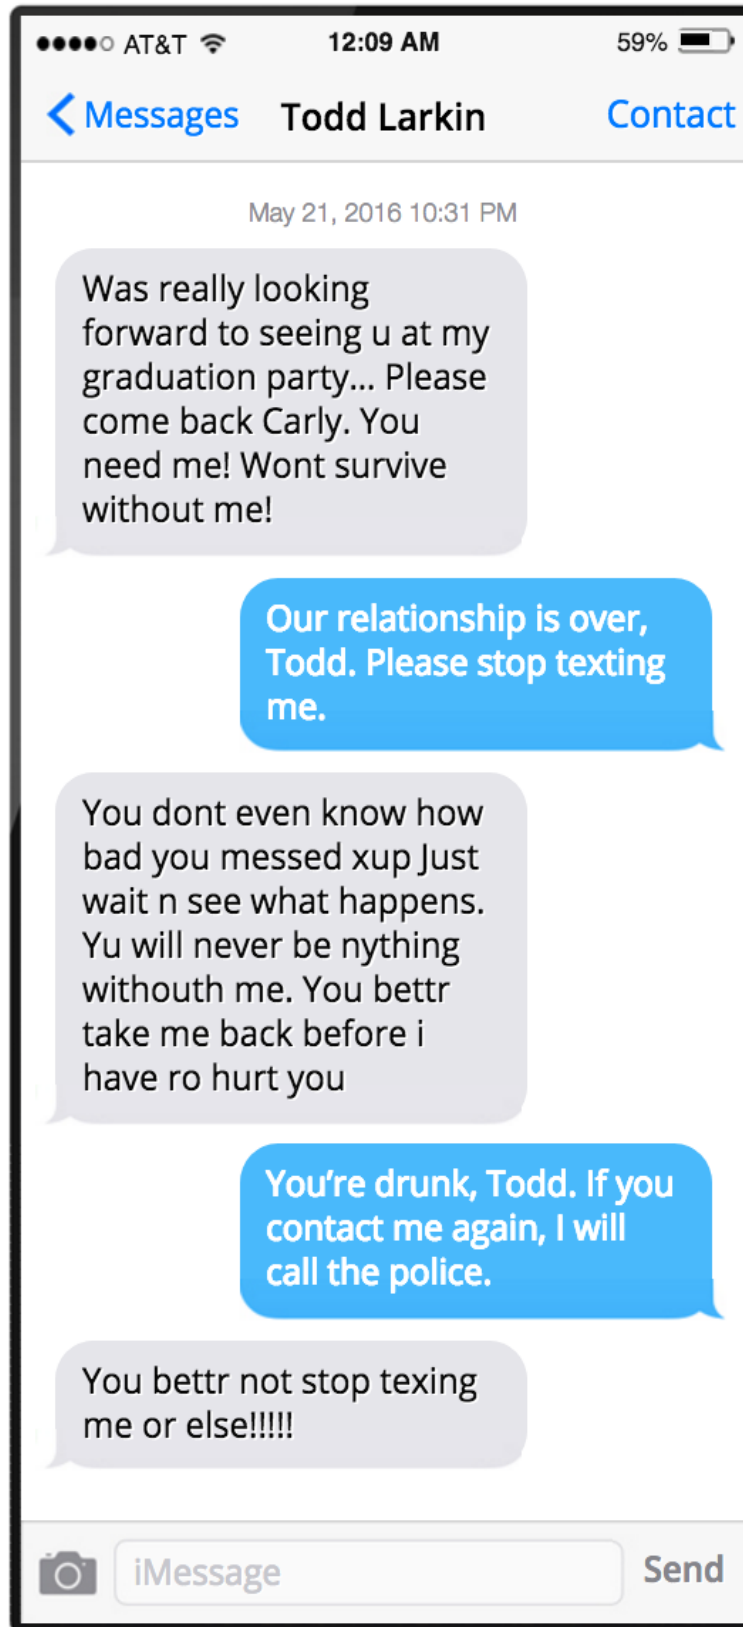 AT&T 12:09 AM 59%
Messages Todd Larkin Contact
May 21, 2016 10:31 PM
Was really looking
forward to seeing u at my
graduation party... Please
come back Carly. You
need me! Wont survive
without me!
Our relationship is over,
Todd. Please stop texting
me.
You dont even know how
bad you messed xup Just
wait n see what happens.
Yu will never be nything
withouth me. You bettr
take me back before i
have ro hurt you
You’re drunk, Todd. If you
contact me again, I will
call the police.
You bettr not stop texing
me or else!!!!!
iMessage Send